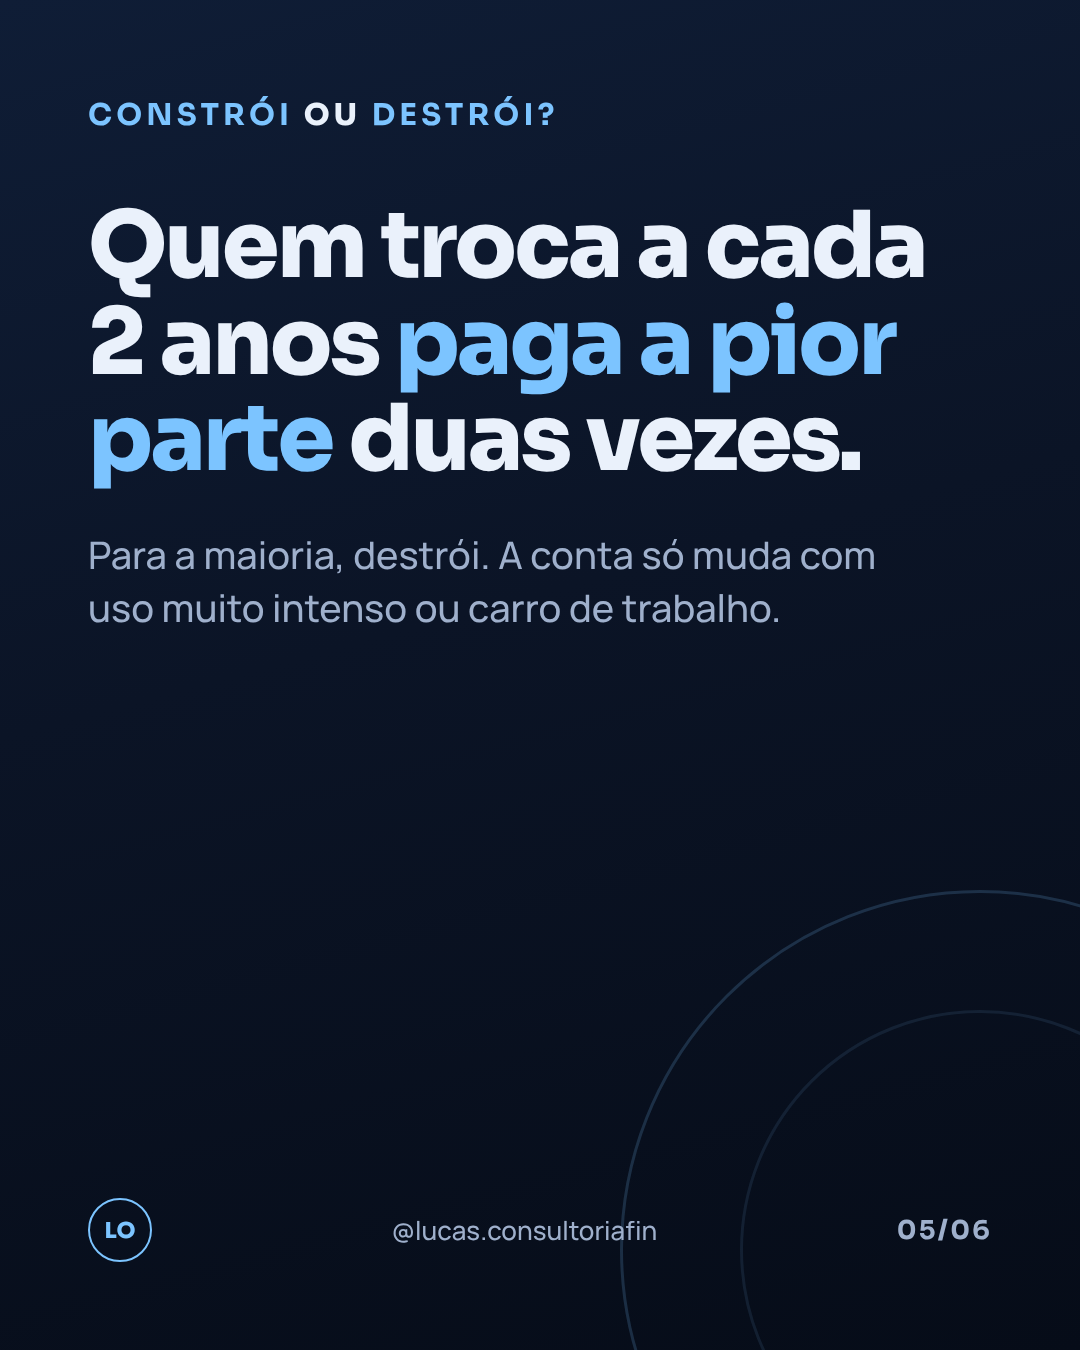 CONSTRÓI OU DESTRÓI?
Quem troca a cada
2 anos paga a pior
parte duas vezes.
Para a maioria, destrói. A conta só muda com
uso muito intenso ou carro de trabalho.
LO
@lucas.consultoriafin
05/06